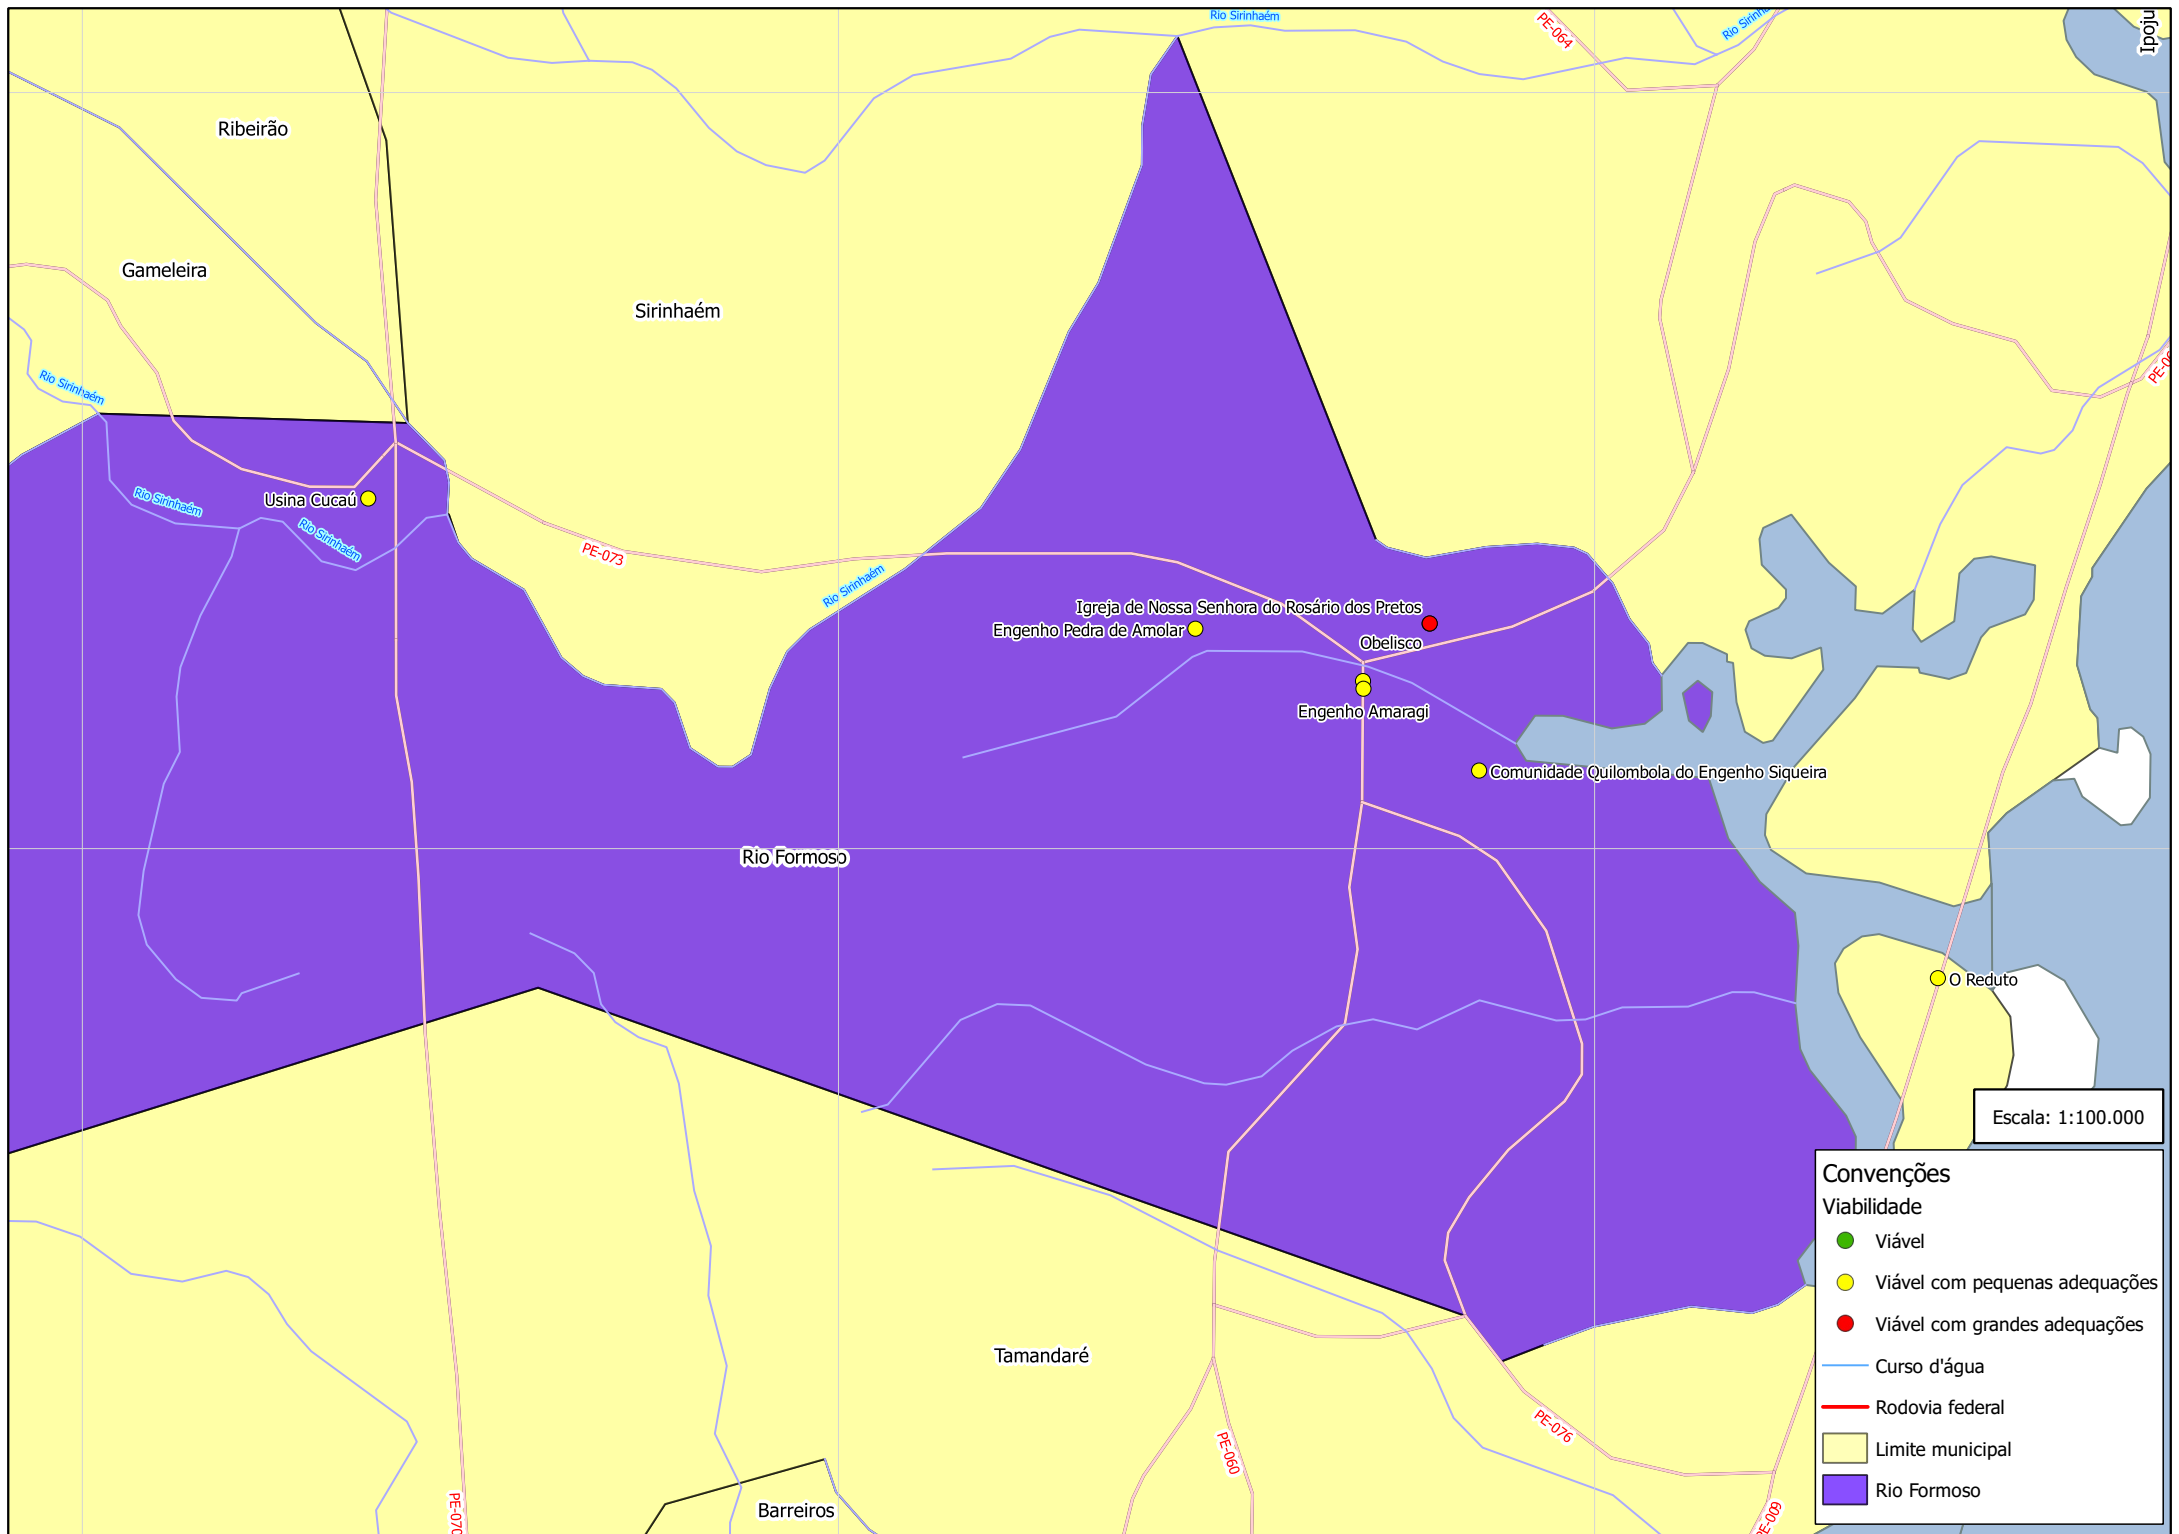 Rio Sirinhaém
Rio Sirinh
PE-064
Ipoju
Ribeirão
Gameleira
Sirinhaém
PE-0
Rio Sirinhaém
Rio Sirinhaém
Usina Cucaú
Rio Sirinhaém
PE-073
Rio Sirinhaém
Igreja de Nossa Senhora do Rosário dos Pretos
Engenho Pedra de Amolar
Obelisco
Engenho Amaragi
Comunidade Quilombola do Engenho Siqueira
Rio Formoso
O Reduto
Escala: 1:100.000
Convenções
Viabilidade
Viável
Viável com pequenas adequações
Viável com grandes adequações
Curso d'água
Rodovia federal
Limite municipal
Rio Formoso
Tamandaré
PE-076
PE-060
PE-070
Barreiros
PE-009